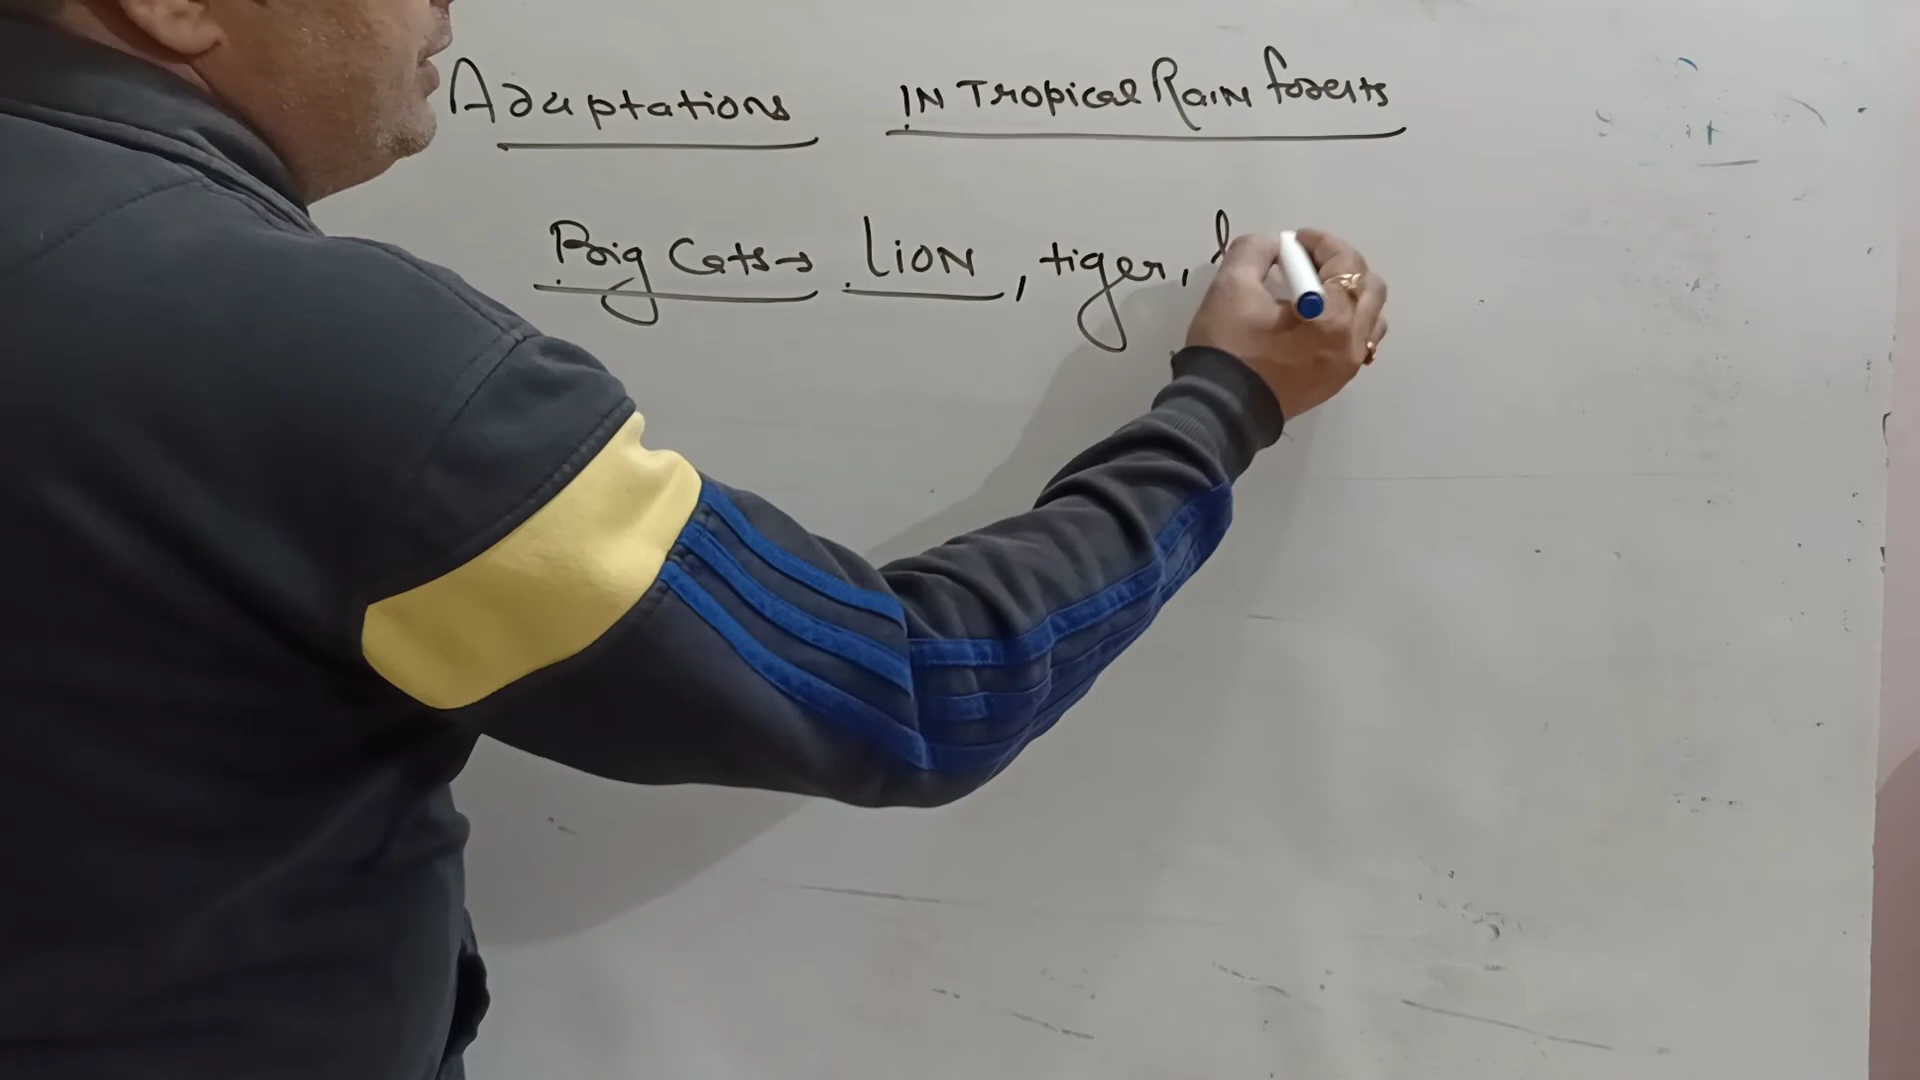 Adaptations IN Tropical Rain forests
Big Cats→ Lion, tiger, l